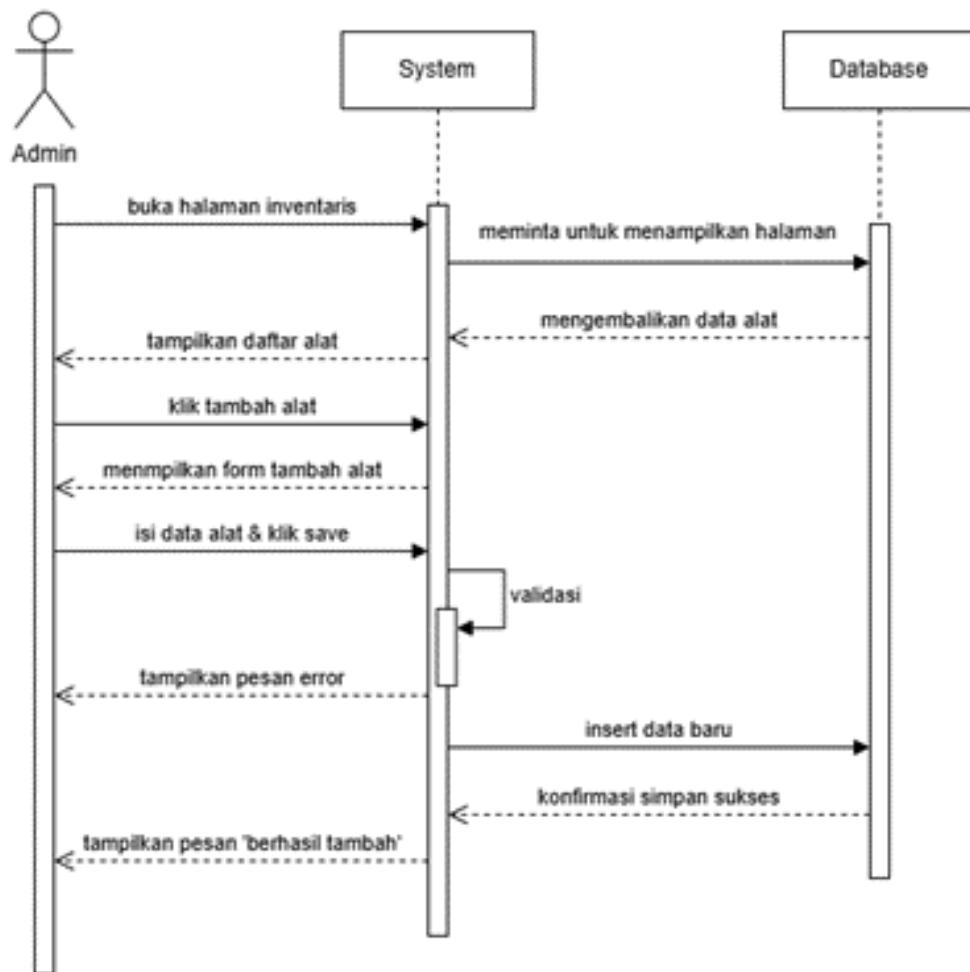 System
Database
Admin
buka halaman inventaris
meminta untuk menampilkan halaman
mengembalikan data alat
tampilkan daftar alat
klik tambah alat
menmpilkan form tambah alat
isi data alat & klik save
validasi
tampilkan pesan error
insert data baru
konfirmasi simpan sukses
tampilkan pesan 'berhasil tambah'